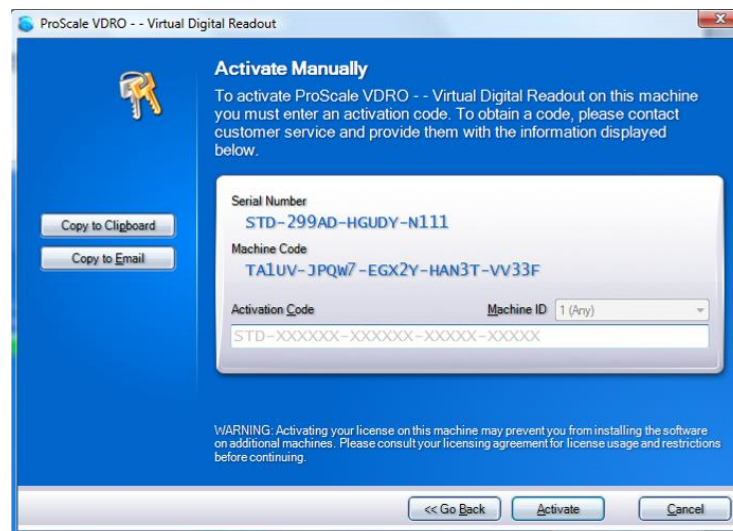 ProScale VDRO - - Virtual Digital Readout
Activate Manually
To activate ProScale VDRO - - Virtual Digital Readout on this machine
you must enter an activation code. To obtain a code, please contact
customer service and provide them with the information displayed
below.
Serial Number
STD-299AD-HGUDY-N111
Copy to Clipboard
Machine Code
Copy to Email
TA1UV-JPQW7-EGX2Y-HAN3T-VV33F
Activation Code
Machine ID 1 (Any)
STD-XXXXXX-XXXXXX-XXXXX-XXXXX
WARNING: Activating your license on this machine may prevent you from installing the software
on additional machines. Please consult your licensing agreement for license usage and restrictions
before continuing.
<< Go Back
Activate
Cancel